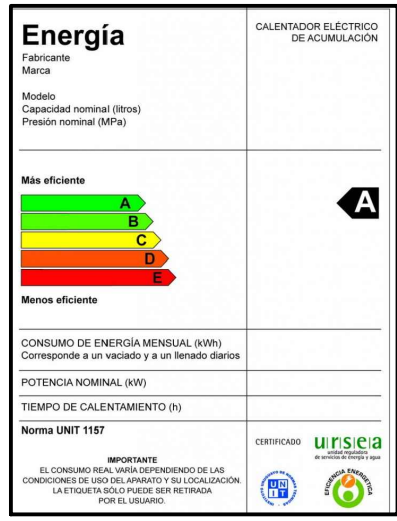 Energía
CALENTADOR ELÉCTRICO
DE ACUMULACIÓN
Fabricante
Marca
Modelo
Capacidad nominal (litros)
Presión nominal (MPa)
Más eficiente
A
B
C
D
E
A
Menos eficiente
CONSUMO DE ENERGÍA MENSUAL (kWh)
Corresponde a un vaciado y a un llenado diarios
POTENCIA NOMINAL (kW)
TIEMPO DE CALENTAMIENTO (h)
Norma UNIT 1157
IMPORTANTE
EL CONSUMO REAL VARÍA DEPENDIENDO DE LAS
CONDICIONES DE USO DEL APARATO Y SU LOCALIZACIÓN.
LA ETIQUETA SÓLO PUEDE SER RETIRADA
POR EL USUARIO.
CERTIFICADO
ursea
unidad reguladora
de servicios de energía y agua
UNIT
EFICIENCIA ENERGÉTICA